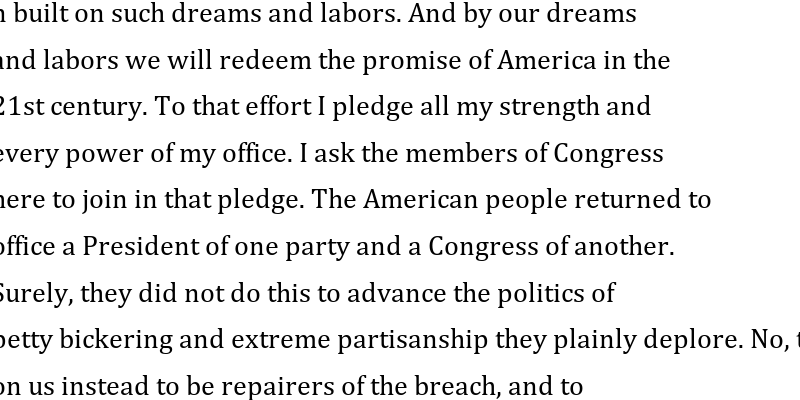 built on such dreams and labors. And by our dreams
and labors we will redeem the promise of America in the
21st century. To that effort I pledge all my strength and
every power of my office. I ask the members of Congress
here to join in that pledge. The American people returned to
office a President of one party and a Congress of another.
Surely, they did not do this to advance the politics of
petty bickering and extreme partisanship they plainly deplore. No,
on us instead to be repairers of the breach, and to